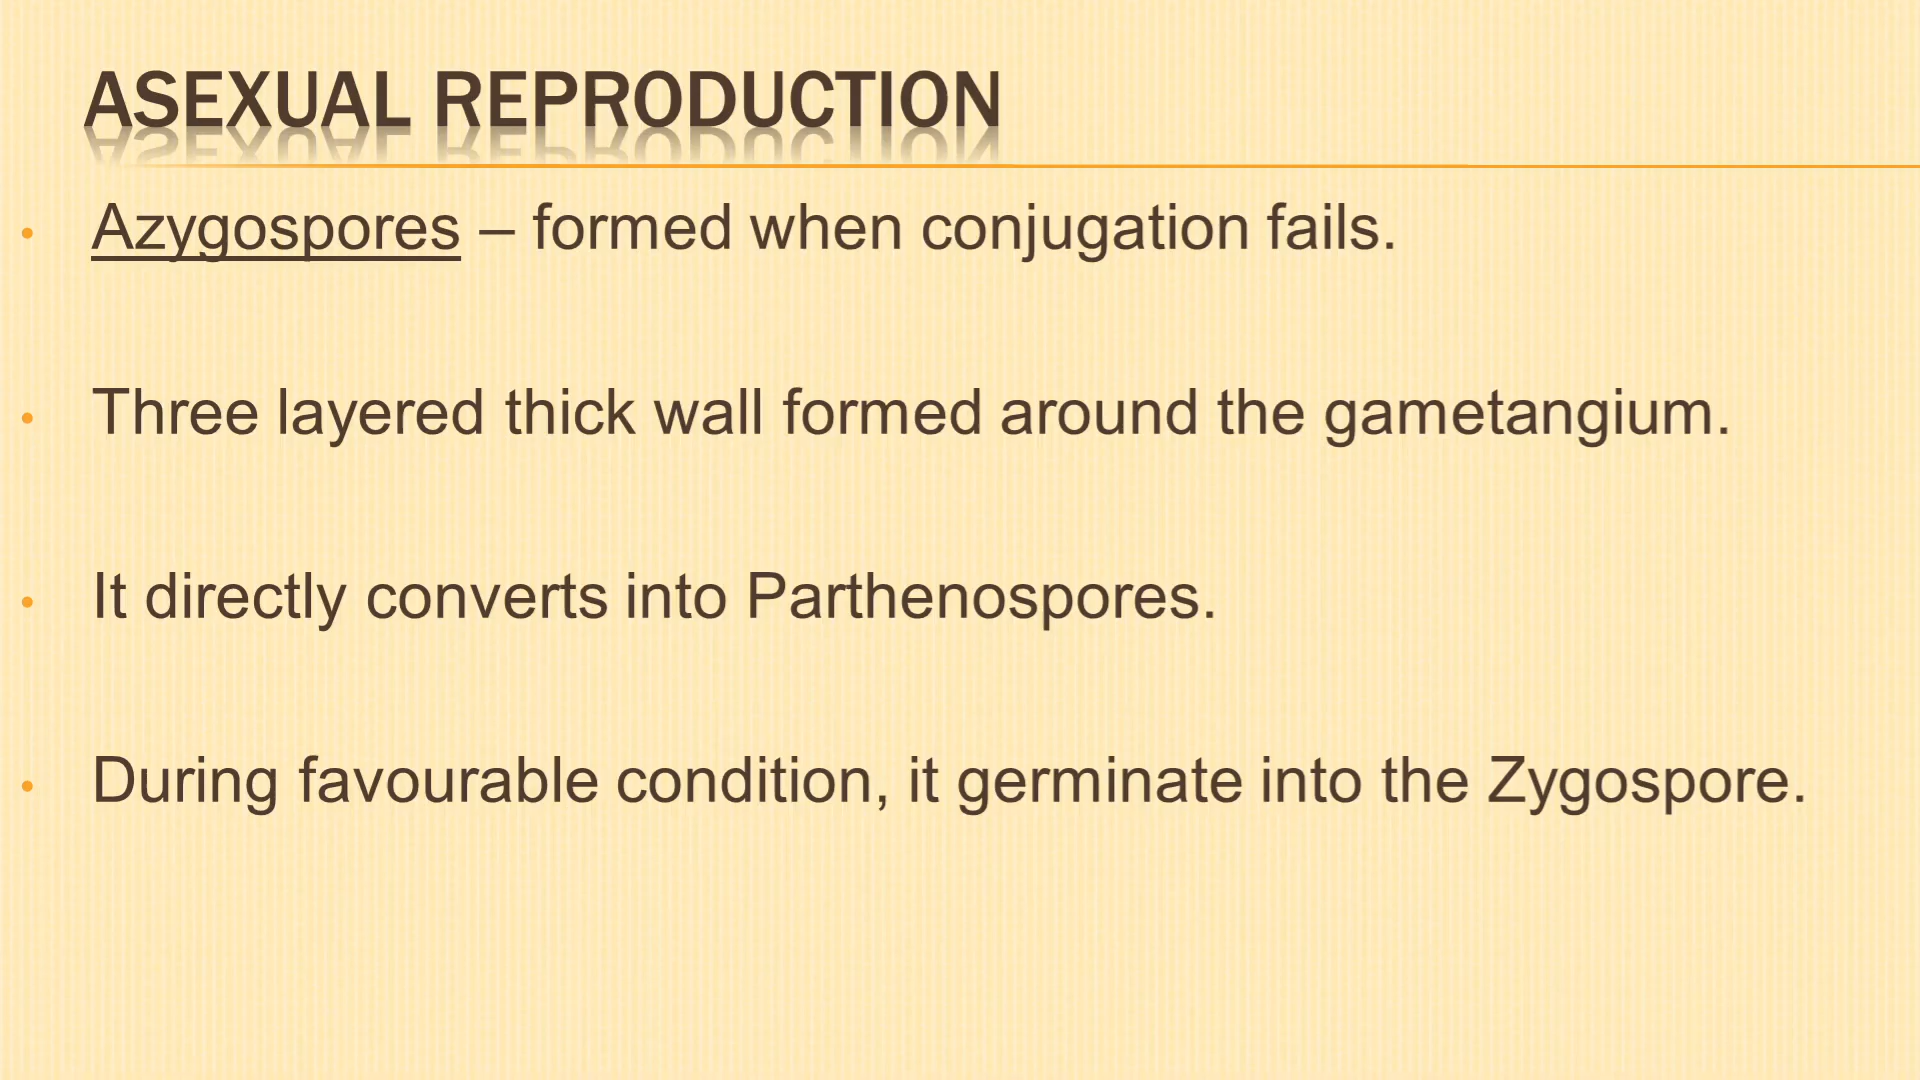 ASEXUAL REPRODUCTION
• Azygospores – formed when conjugation fails.
• Three layered thick wall formed around the gametangium.
• It directly converts into Parthenospores.
• During favourable condition, it germinate into the Zygospore.